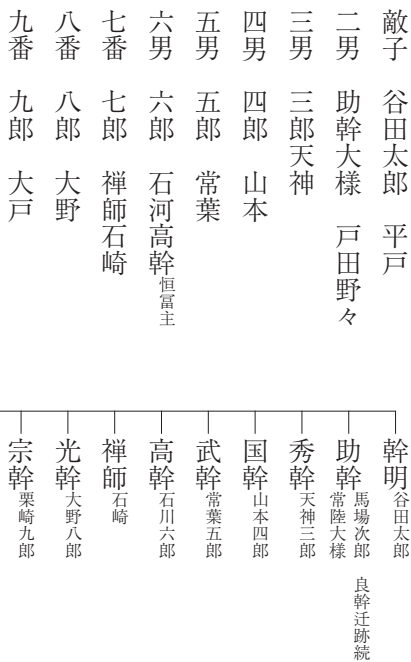 敵子　谷田太郎　平戸
二男　助幹大様　戸田野々
三男　三郎天神
四男　四郎　山本
五男　五郎　常葉
六男　六郎　石河高幹恒冨主
七番　七郎　禅師石崎
八番　八郎　大野
九番　九郎　大戸
幹明谷田太郎
助幹馬場次郎　良幹迁跡続
常陸大様
秀幹天神三郎
国幹山本四郎
武幹常葉五郎
高幹石川六郎
禅師石崎
光幹大野八郎
宗幹栗崎九郎